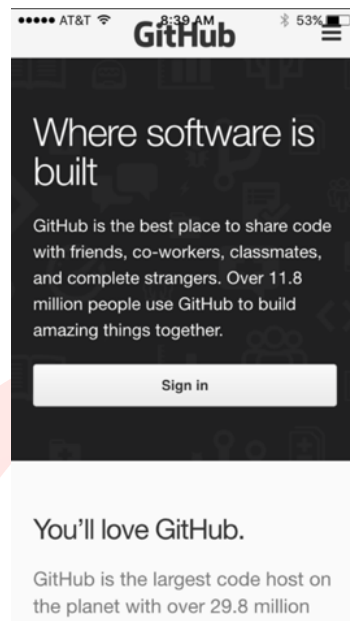 AT&T 8:39 AM 53%
GitHub
Where software is
built
GitHub is the best place to share code
with friends, co-workers, classmates,
and complete strangers. Over 11.8
million people use GitHub to build
amazing things together.
Sign in
You'll love GitHub.
GitHub is the largest code host on
the planet with over 29.8 million